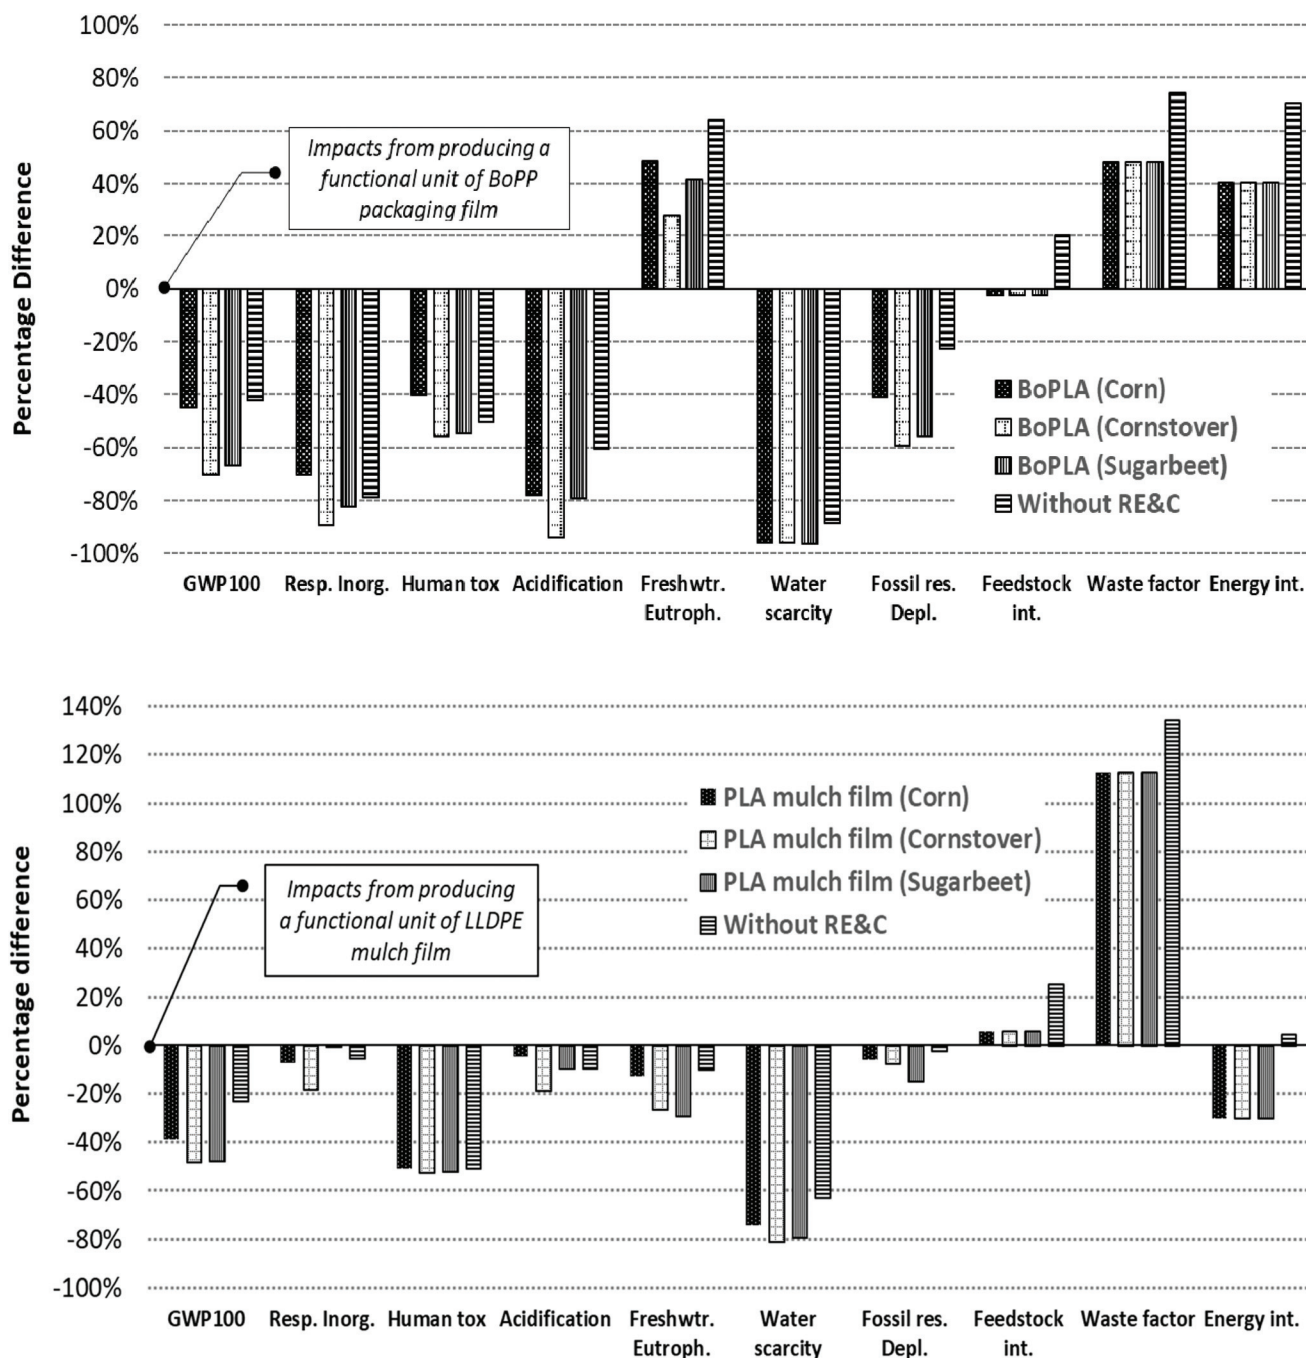 100%
80%
60%
40%
20%
0%
-20%
-40%
-60%
-80%
-100%
Percentage Difference
Impacts from producing a
functional unit of BoPP
packaging film
BoPLA (Corn)
BoPLA (Cornstover)
BoPLA (Sugarbeet)
Without RE&C
GWP100 Resp. Inorg. Human tox Acidification Freshwtr. Water Fossil res. Feedstock Waste factor Energy int.
Eutroph. scarcity Depl. int.
140%
120%
100%
80%
60%
40%
20%
0%
-20%
-40%
-60%
-80%
-100%
Percentage difference
Impacts from producing
a functional unit of LLDPE
mulch film
PLA mulch film (Corn)
PLA mulch film (Cornstover)
PLA mulch film (Sugarbeet)
Without RE&C
GWP100 Resp. Inorg. Human tox Acidification Freshwtr. Water Fossil res. Feedstock Waste factor Energy int.
Eutroph. scarcity Depl. int.